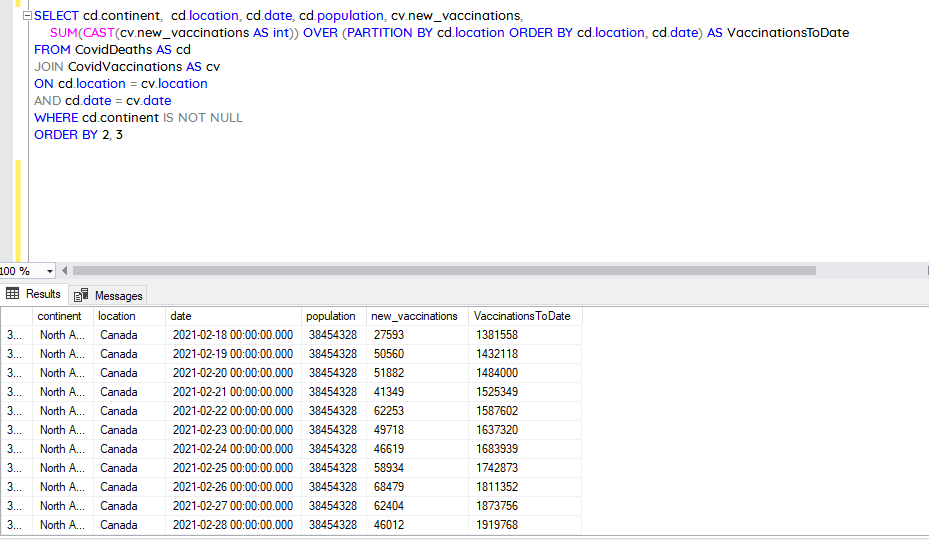 SELECT cd.continent, cd.location, cd.date, cd.population, cv.new_vaccinations,
SUM(CAST(cv.new_vaccinations AS int)) OVER (PARTITION BY cd.location ORDER BY cd.location, cd.date) AS VaccinationsToDate
FROM CovidDeaths AS cd
JOIN CovidVaccinations AS cv
ON cd.location = cv.location
AND cd.date = cv.date
WHERE cd.continent IS NOT NULL
ORDER BY 2, 3
100 %
Results Messages
continent location date population new_vaccinations VaccinationsToDate
3... North A... Canada 2021-02-18 00:00:00.000 38454328 27593 1381558
3... North A... Canada 2021-02-19 00:00:00.000 38454328 50560 1432118
3... North A... Canada 2021-02-20 00:00:00.000 38454328 51882 1484000
3... North A... Canada 2021-02-21 00:00:00.000 38454328 41349 1525349
3... North A... Canada 2021-02-22 00:00:00.000 38454328 62253 1587602
3... North A... Canada 2021-02-23 00:00:00.000 38454328 49718 1637320
3... North A... Canada 2021-02-24 00:00:00.000 38454328 46619 1683939
3... North A... Canada 2021-02-25 00:00:00.000 38454328 58934 1742873
3... North A... Canada 2021-02-26 00:00:00.000 38454328 68479 1811352
3... North A... Canada 2021-02-27 00:00:00.000 38454328 62404 1873756
3... North A... Canada 2021-02-28 00:00:00.000 38454328 46012 1919768